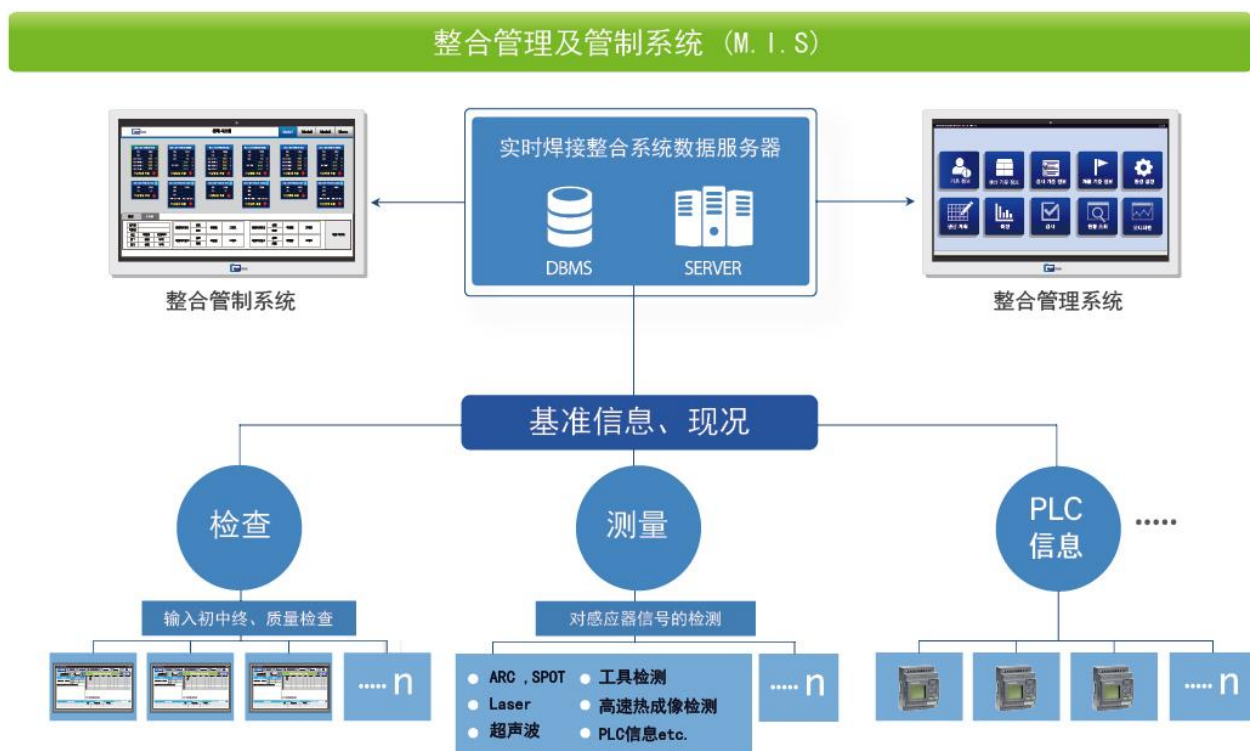 整合管理及管制系统 (M.I.S)
实时焊接整合系统数据服务器
DBMS
SERVER
整合管制系统
整合管理系统
基准信息、现况
检查
测量
PLC
信息
·····
输入初中终、质量检查
对感应器信号的检测
····· n
ARC ,SPOT
Laser
超声波
工具检测
高速热成像检测
PLC信息etc.
····· n
····· n